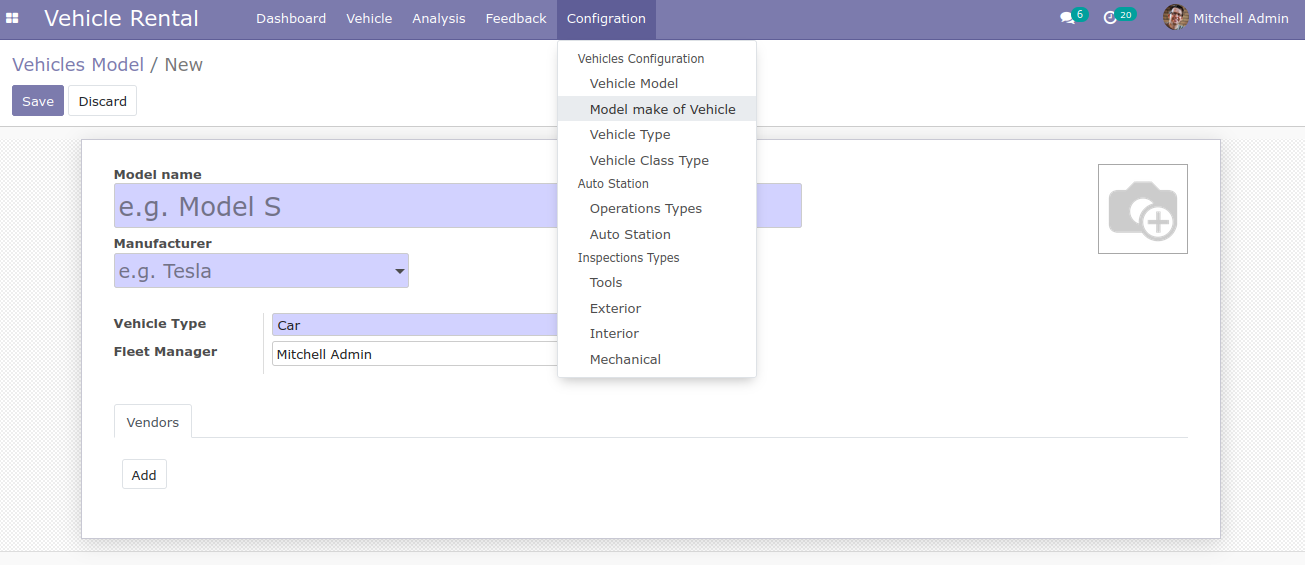 Vehicle Rental Dashboard Vehicle Analysis Feedback Configration 6 20 Mitchell Admin
Vehicles Model / New
Save Discard
Vehicles Configuration
Vehicle Model
Model make of Vehicle
Vehicle Type
Vehicle Class Type
Auto Station
Operations Types
Auto Station
Inspections Types
Tools
Exterior
Interior
Mechanical
Model name
e.g. Model S
Manufacturer
e.g. Tesla
Vehicle Type Car
Fleet Manager Mitchell Admin
Vendors
Add